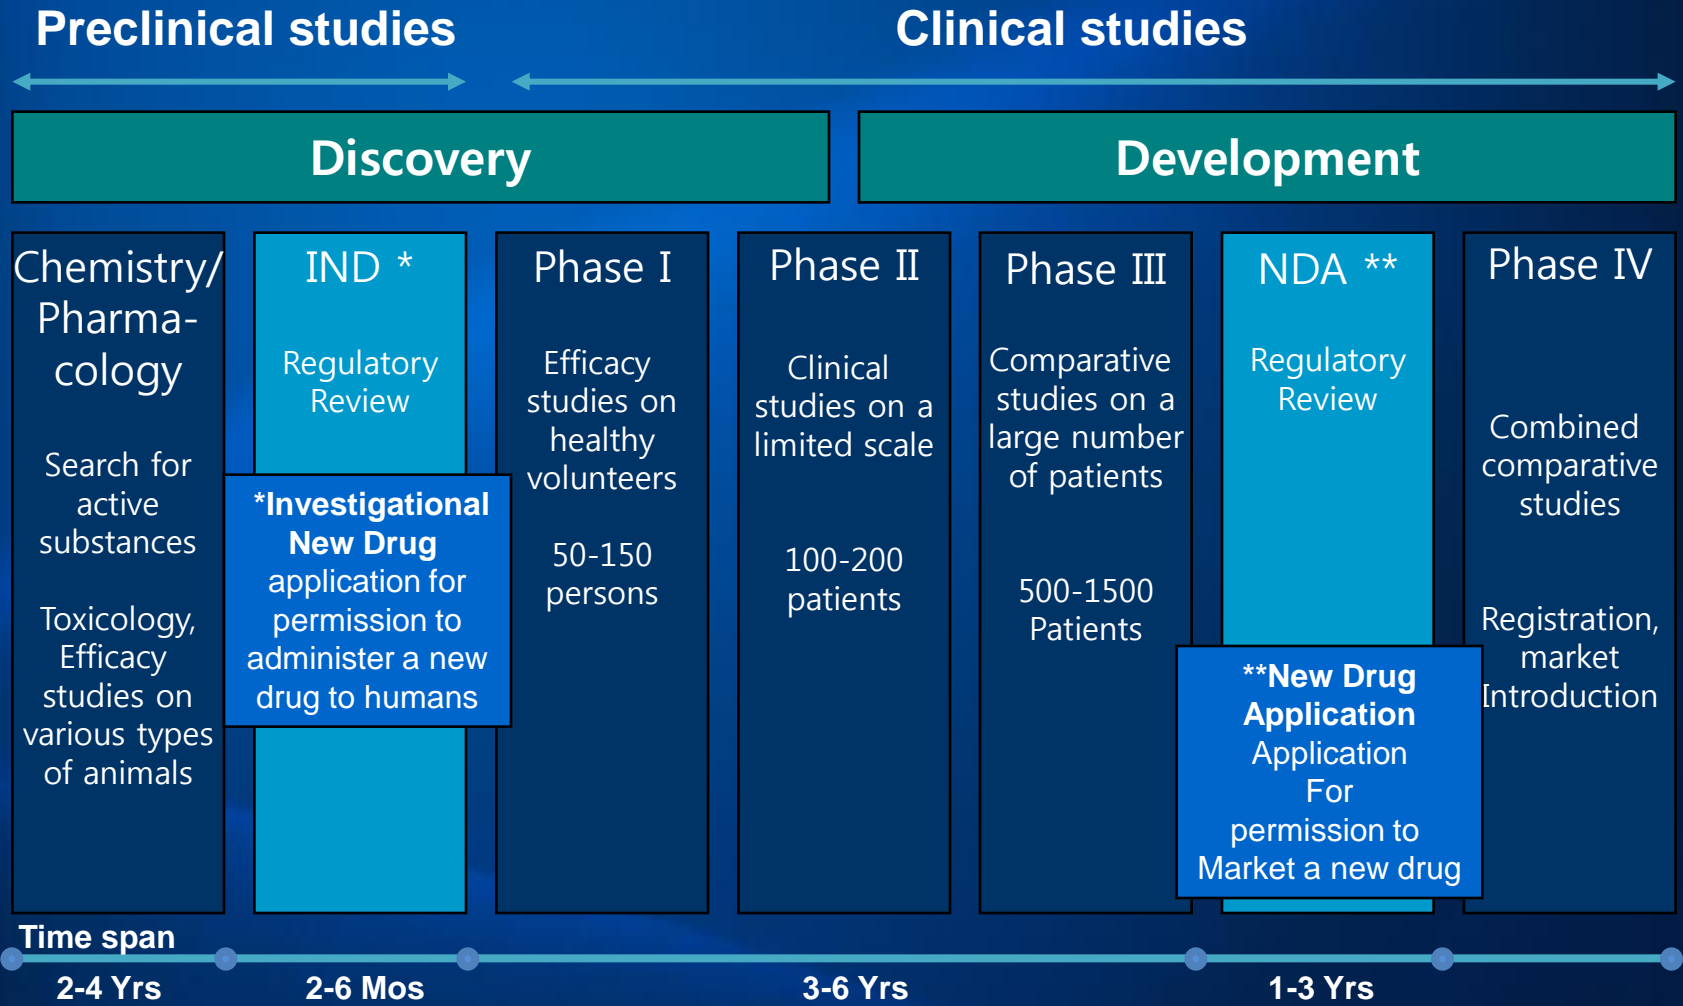 Preclinical studies
Clinical studies
Discovery
Development
Chemistry/
Pharma-
cology
Search for
active
substances
Toxicology,
Efficacy
studies on
various types
of animals
IND *
Regulatory
Review
*Investigational
New Drug
application for
permission to
administer a new
drug to humans
Phase I
Efficacy
studies on
healthy
volunteers
50-150
persons
Phase II
Clinical
studies on a
limited scale
100-200
patients
Phase III
Comparative
studies on a
large number
of patients
500-1500
Patients
NDA **
Regulatory
Review
**New Drug
Application
Application
For
permission to
Market a new drug
Phase IV
Combined
comparative
studies
Registration,
market
Introduction
Time span
2-4 Yrs
2-6 Mos
3-6 Yrs
1-3 Yrs